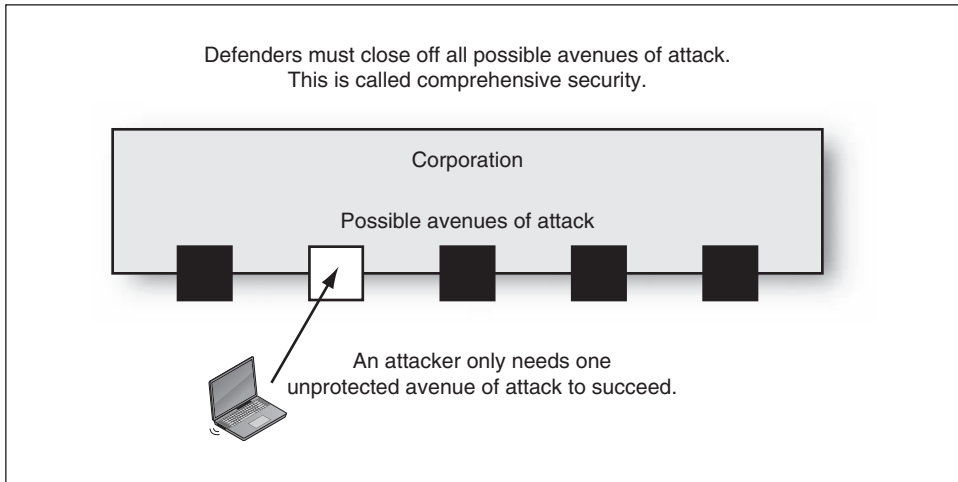 Defenders must close off all possible avenues of attack.
This is called comprehensive security.
Corporation
Possible avenues of attack
An attacker only needs one
unprotected avenue of attack to succeed.